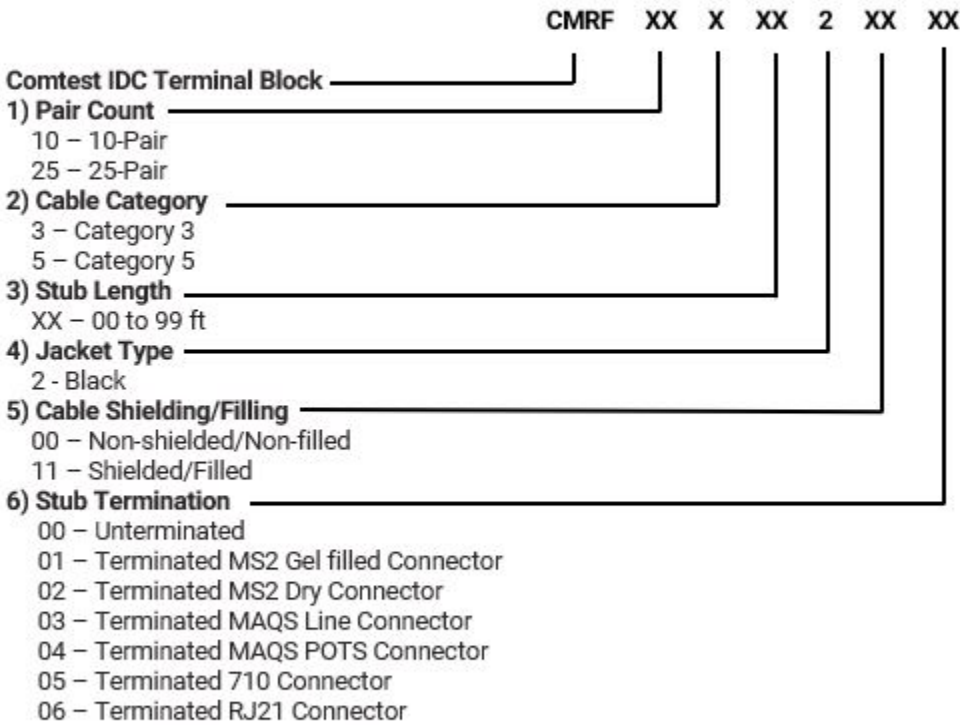 CMRF XX X XX 2 XX XX
Comtest IDC Terminal Block
1) Pair Count
10 – 10-Pair
25 – 25-Pair
2) Cable Category
3 – Category 3
5 – Category 5
3) Stub Length
XX – 00 to 99 ft
4) Jacket Type
2 - Black
5) Cable Shielding/Filling
00 – Non-shielded/Non-filled
11 – Shielded/Filled
6) Stub Termination
00 – Unterminated
01 – Terminated MS2 Gel filled Connector
02 – Terminated MS2 Dry Connector
03 – Terminated MAQS Line Connector
04 – Terminated MAQS POTS Connector
05 – Terminated 710 Connector
06 – Terminated RJ21 Connector